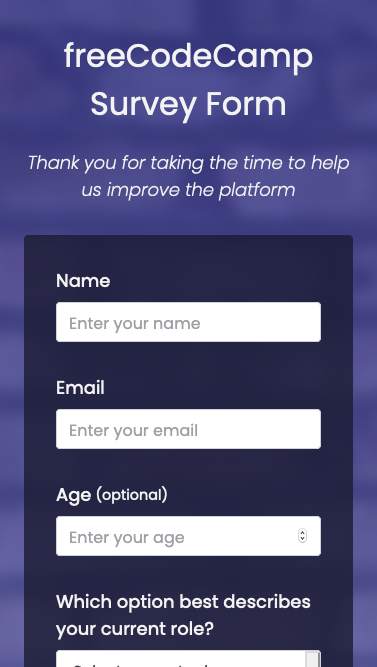 freeCodeCamp
Survey Form
Thank you for taking the time to help
us improve the platform
Name
Enter your name
Email
Enter your email
Age (optional)
Enter your age
Which option best describes
your current role?